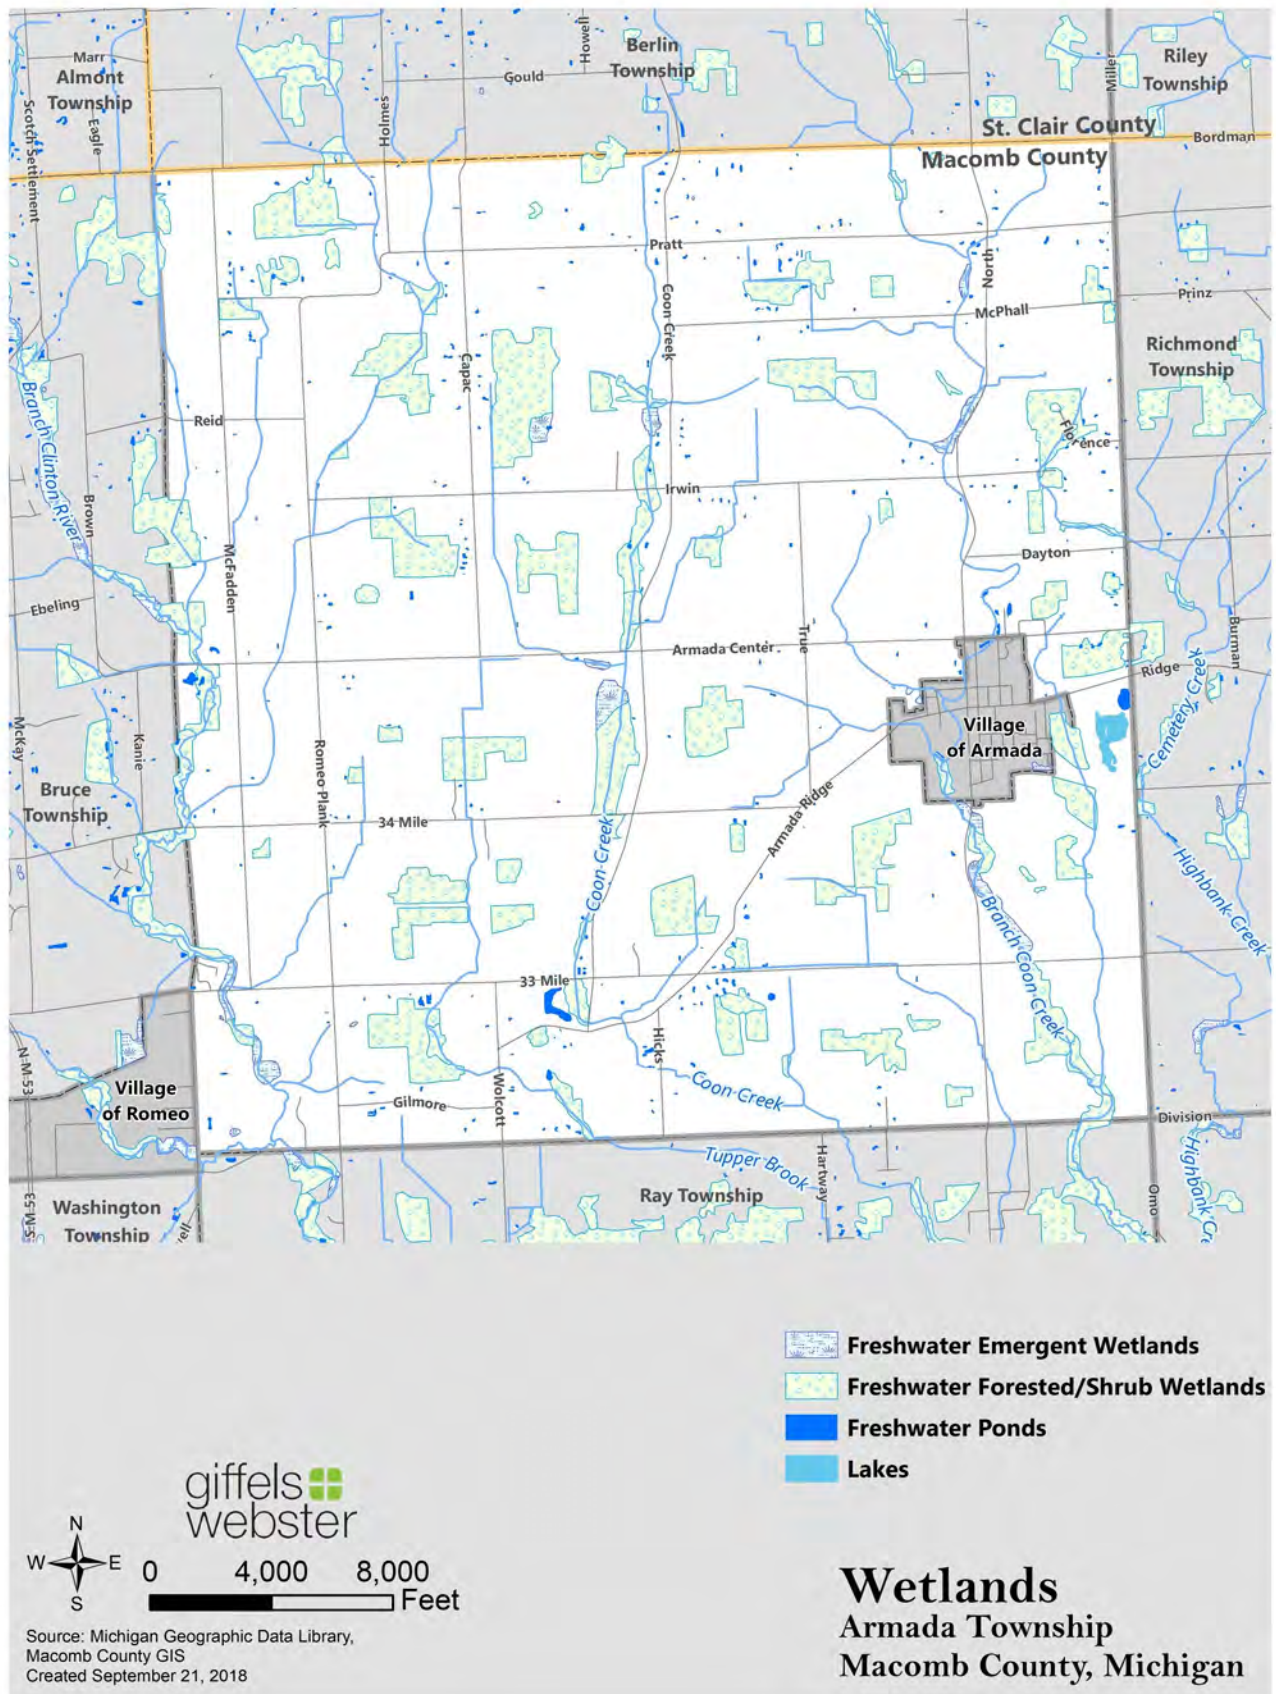 Marr
Almont
Township
Eagle
Scotch Settlement
Holmes
Gould
Howell
Berlin
Township
Miller
Riley
Township
St. Clair County
Bordman
Macomb County
Pratt
North
Coon Creek
McPhall
Prinz
Richmond
Township
Capac
Reid
Florence
Branch Clinton River
Brown
Irwin
McFadden
Dayton
Ebeling
Armada Center
True
Burman
Ridge
Cemetery Creek
McKay
Kanie
Romeo Plank
Village
of Armada
Bruce
Township
34 Mile
Armada Ridge
Coon Creek
Highbank Creek
Branch Coon Creek
33 Mile
Hicks
N M-53
Village
of Romeo
Gilmore
Wolcott
Coon Creek
Division
Tupper Brook
Hartway
Highbank Cre
Omo
Ray Township
S M-53
Washington
Township
ell
Freshwater Emergent Wetlands
Freshwater Forested/Shrub Wetlands
Freshwater Ponds
Lakes
giffels
webster
N
W E
S
0 4,000 8,000
Feet
Source: Michigan Geographic Data Library,
Macomb County GIS
Created September 21, 2018
Wetlands
Armada Township
Macomb County, Michigan